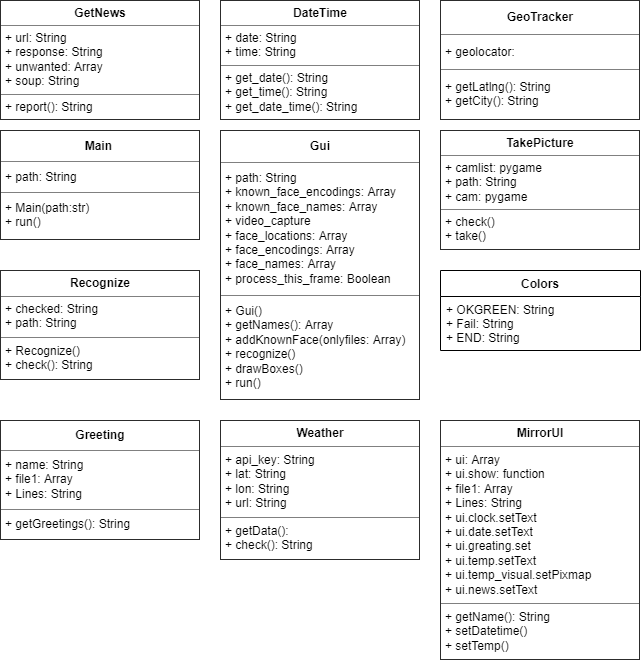 GetNews
+ url: String
+ response: String
+ unwanted: Array
+ soup: String
+ report(): String
DateTime
+ date: String
+ time: String
+ get_date(): String
+ get_time(): String
+ get_date_time(): String
GeoTracker
+ geolocator:
+ getLatIng(): String
+ getCity(): String
Main
+ path: String
+ Main(path:str)
+ run()
Gui
+ path: String
+ known_face_encodings: Array
+ known_face_names: Array
+ video_capture
+ face_locations: Array
+ face_encodings: Array
+ face_names: Array
+ process_this_frame: Boolean
+ Gui()
+ getNames(): Array
+ addKnownFace(onlyfiles: Array)
+ recognize()
+ drawBoxes()
+ run()
TakePicture
+ camlist: pygame
+ path: String
+ cam: pygame
+ check()
+ take()
Recognize
+ checked: String
+ path: String
+ Recognize()
+ check(): String
Colors
+ OKGREEN: String
+ Fail: String
+ END: String
Greeting
+ name: String
+ file1: Array
+ Lines: String
+ getGreetings(): String
Weather
+ api_key: String
+ lat: String
+ lon: String
+ url: String
+ getData():
+ check(): String
MirrorUI
+ ui: Array
+ ui.show: function
+ file1: Array
+ Lines: String
+ ui.clock.setText
+ ui.date.setText
+ ui.greating.set
+ ui.temp.setText
+ ui.temp_visual.setPixmap
+ ui.news.setText
+ getName(): String
+ setDatetime()
+ setTemp()